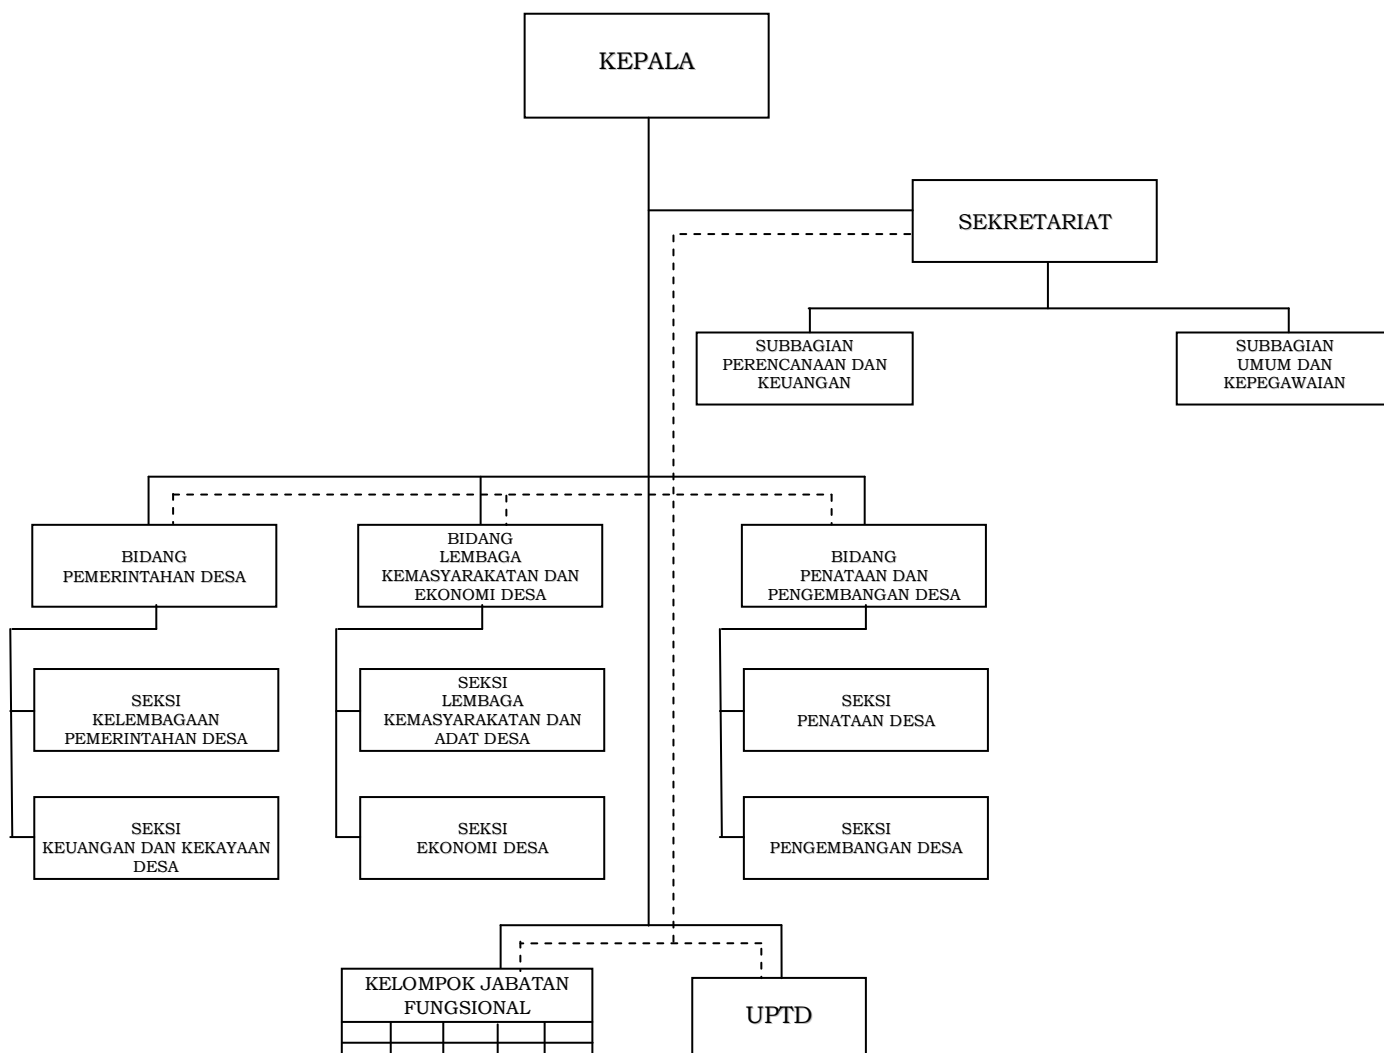 KEPALA
SEKRETARIAT
SUBBAGIAN
PERENCANAAN DAN
KEUANGAN
SUBBAGIAN
UMUM DAN
KEPEGAWAIAN
BIDANG
PEMERINTAHAN DESA
BIDANG
LEMBAGA
KEMASYARAKATAN DAN
EKONOMI DESA
BIDANG
PENATAAN DAN
PENGEMBANGAN DESA
SEKSI
KELEMBAGAAN
PEMERINTAHAN DESA
SEKSI
LEMBAGA
KEMASYARAKATAN DAN
ADAT DESA
SEKSI
PENATAAN DESA
SEKSI
KEUANGAN DAN KEKAYAAN
DESA
SEKSI
EKONOMI DESA
SEKSI
PENGEMBANGAN DESA
KELOMPOK JABATAN
FUNGSIONAL
UPTD